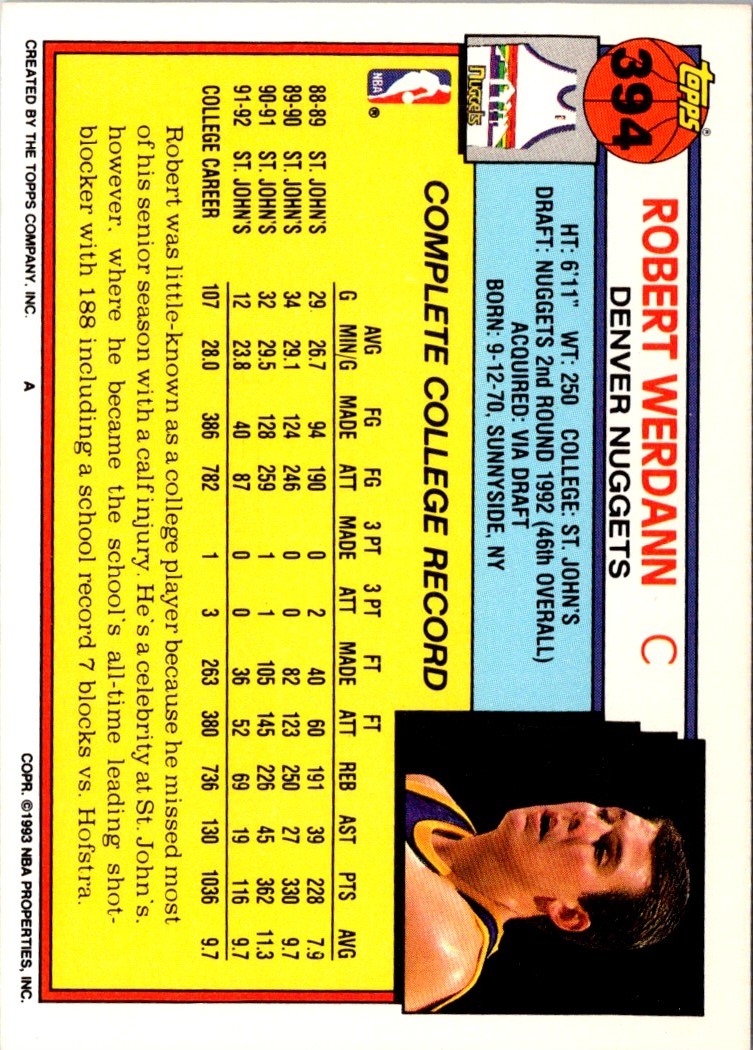 Topps®
394
ROBERT WERDANN C
DENVER NUGGETS
Nuggets
HT: 6'11" WT: 250 COLLEGE: ST. JOHN'S
DRAFT: NUGGETS 2nd ROUND 1992 (46th OVERALL)
ACQUIRED: VIA DRAFT
BORN: 9-12-70, SUNNYSIDE, NY
NBA ®
COMPLETE COLLEGE RECORD
AVG FG FG 3 PT 3 PT FT FT
G MIN/G MADE ATT MADE ATT MADE ATT REB AST PTS AVG
88-89 ST. JOHN'S 29. 26.7 94 190 0 2 40 60 191 39 228 7.9
89-90 ST. JOHN'S 34 29.1 124 246 0 0 82 123 250 27 330 9.7
90-91 ST. JOHN'S 32 29.5 128 259 1 1 105 145 226 45 362 11.3
91-92 ST. JOHN'S 12 23.8 40 87 0 0 36 52 69 19 116 9.7
COLLEGE CAREER 107 28.0 386 782 1 3 263 380 736 130 1036 9.7
Robert was little-known as a college player because he missed most
of his senior season with a calf injury. He's a celebrity at St. John's,
however, where he became the school's all-time leading shot-
blocker with 188 including a school record 7 blocks vs. Hofstra.
CREATED BY THE TOPPS COMPANY, INC. A COPR. ©1993 NBA PROPERTIES, INC.